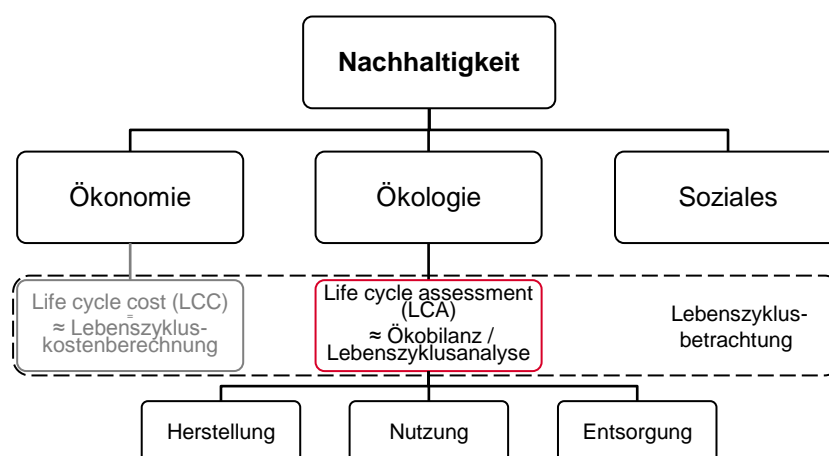 Nachhaltigkeit
Ökonomie
Ökologie
Soziales
Life cycle cost (LCC)
=
≈ Lebenszyklus-
kostenberechnung
Life cycle assessment
(LCA)
≈ Ökobilanz /
Lebenszyklusanalyse
Lebenszyklus-
betrachtung
Herstellung
Nutzung
Entsorgung